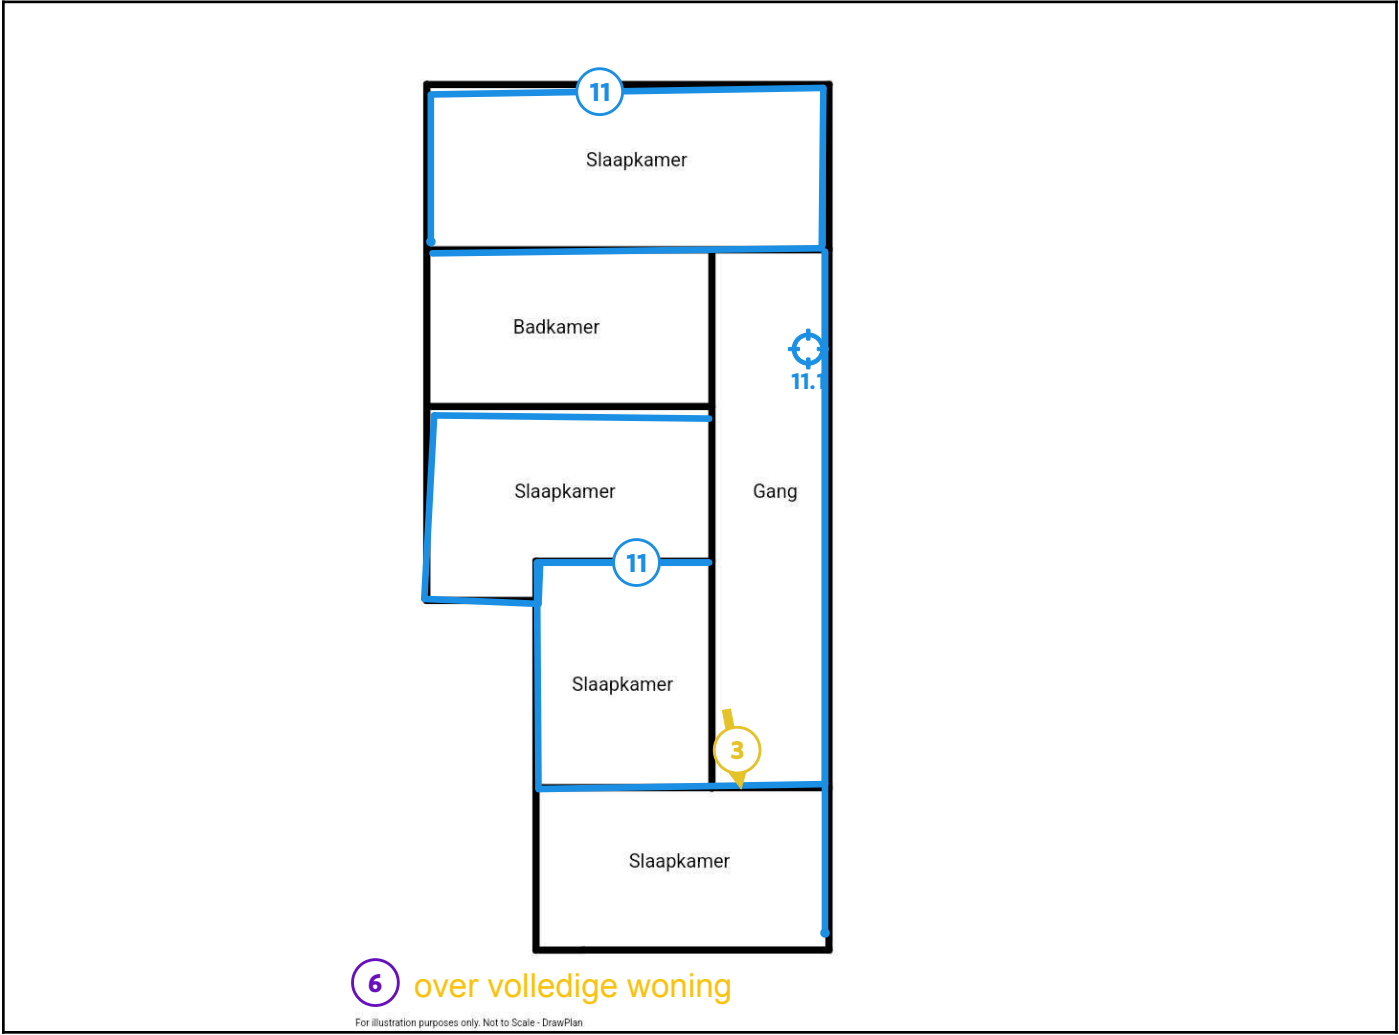 11
Slaapkamer
Badkamer
11.1
Slaapkamer
Gang
11
Slaapkamer
3
Slaapkamer
6 over volledige woning
For illustration purposes only. Not to Scale - DrawPlan